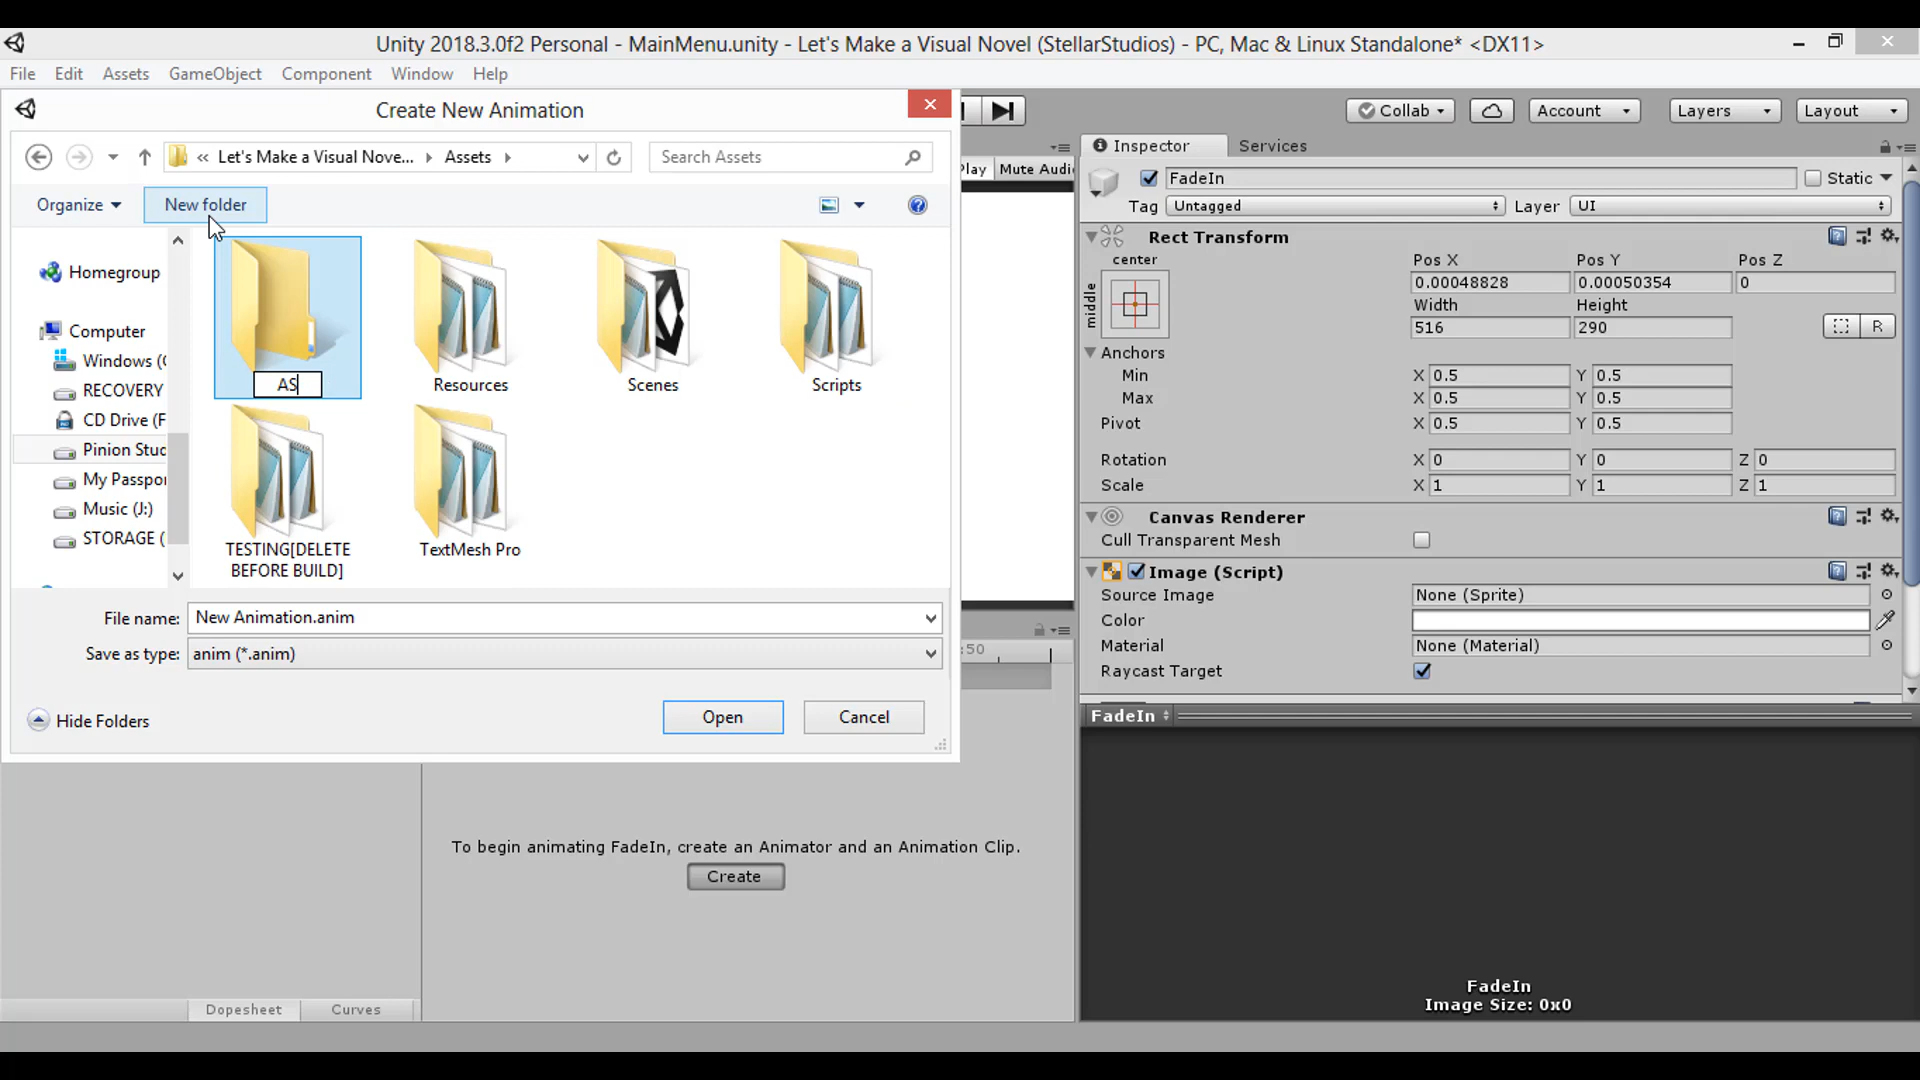 Unity 2018.3.0f2 Personal - MainMenu.unity - Let's Make a Visual Novel (StellarStudios) - PC, Mac & Linux Standalone* <DX11>
File Edit Assets GameObject Component Window Help
Create New Animation
Collab Account Layers Layout
« Let's Make a Visual Nove... Assets
Search Assets
Play Mute Audi
Inspector Services
FadeIn Static
Tag Untagged Layer UI
Organize New folder
Rect Transform
center
middle
Pos X Pos Y Pos Z
0.00048828 0.00050354 0
Width Height
516 290
R
Anchors
Min X 0.5 Y 0.5
Max X 0.5 Y 0.5
Pivot X 0.5 Y 0.5
Rotation X 0 Y 0 Z 0
Scale X 1 Y 1 Z 1
Canvas Renderer
Cull Transparent Mesh
Image (Script)
Source Image None (Sprite)
Color
Material None (Material)
Raycast Target
Homegroup
Computer
Windows (
RECOVERY
CD Drive (F
Pinion Stud
My Passpo
Music (J:)
STORAGE (
AS
Resources
Scenes
Scripts
TESTING[DELETE
BEFORE BUILD]
TextMesh Pro
File name: New Animation.anim
Save as type: anim (*.anim)
Hide Folders
Open Cancel
:50
FadeIn
To begin animating FadeIn, create an Animator and an Animation Clip.
Create
Dopesheet Curves
FadeIn
Image Size: 0x0